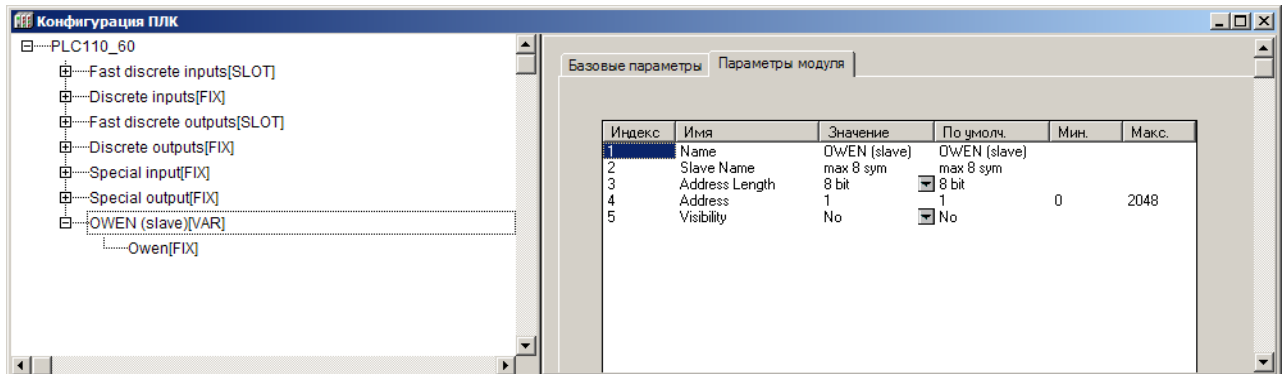 Конфигурация ПЛК
PLC110_60
Fast discrete inputs[SLOT]
Discrete inputs[FIX]
Fast discrete outputs[SLOT]
Discrete outputs[FIX]
Special input[FIX]
Special output[FIX]
OWEN (slave)[VAR]
Owen[FIX]
Базовые параметры Параметры модуля
Индекс Имя Значение По умолч. Мин. Макс.
1 Name OWEN (slave) OWEN (slave)
2 Slave Name max 8 sym max 8 sym
3 Address Length 8 bit 8 bit
4 Address 1 1 0 2048
5 Visibility No No